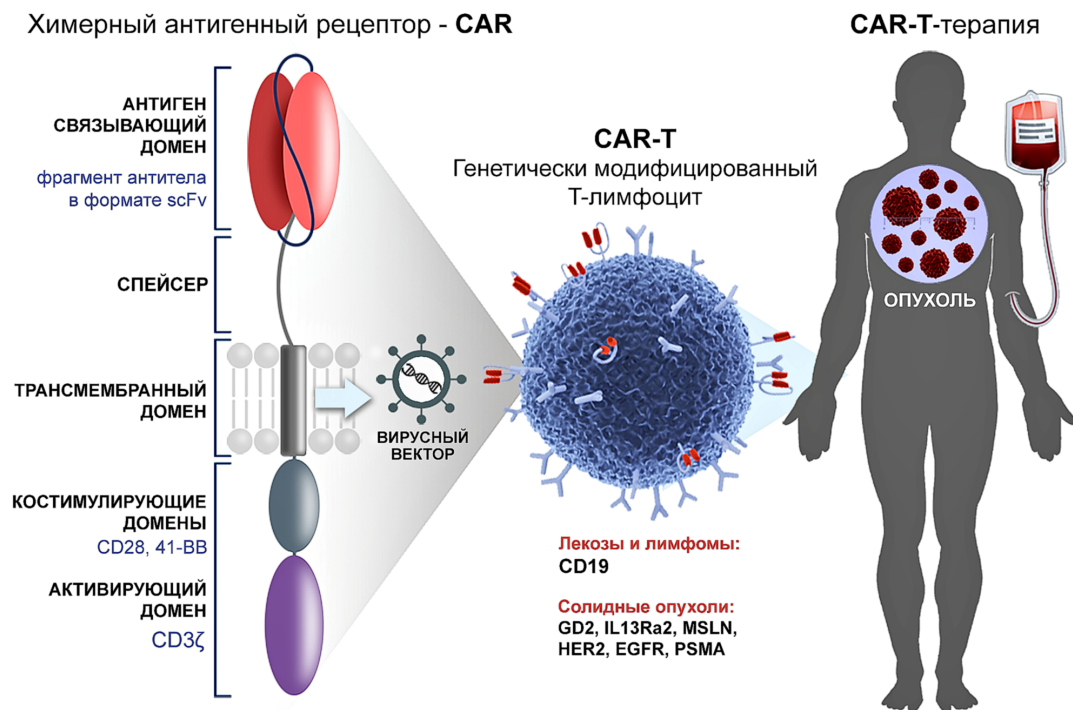 Химерный антигенный рецептор - CAR
АНТИГЕН
СВЯЗЫВАЮЩИЙ
ДОМЕН
фрагмент антитела
в формате scFv
СПЕЙСЕР
ТРАНСМЕМБРАННЫЙ
ДОМЕН
КОСТИМУЛИРУЮЩИЕ
ДОМЕНЫ
CD28, 41-BB
АКТИВИРУЮЩИЙ
ДОМЕН
CD3ζ
ВИРУСНЫЙ
ВЕКТОР
CAR-T
Генетически модифицированный
Т-лимфоцит
Лекозы и лимфомы:
CD19
Солидные опухоли:
GD2, IL13Ra2, MSLN,
HER2, EGFR, PSMA
CAR-T-терапия
ОПУХОЛЬ